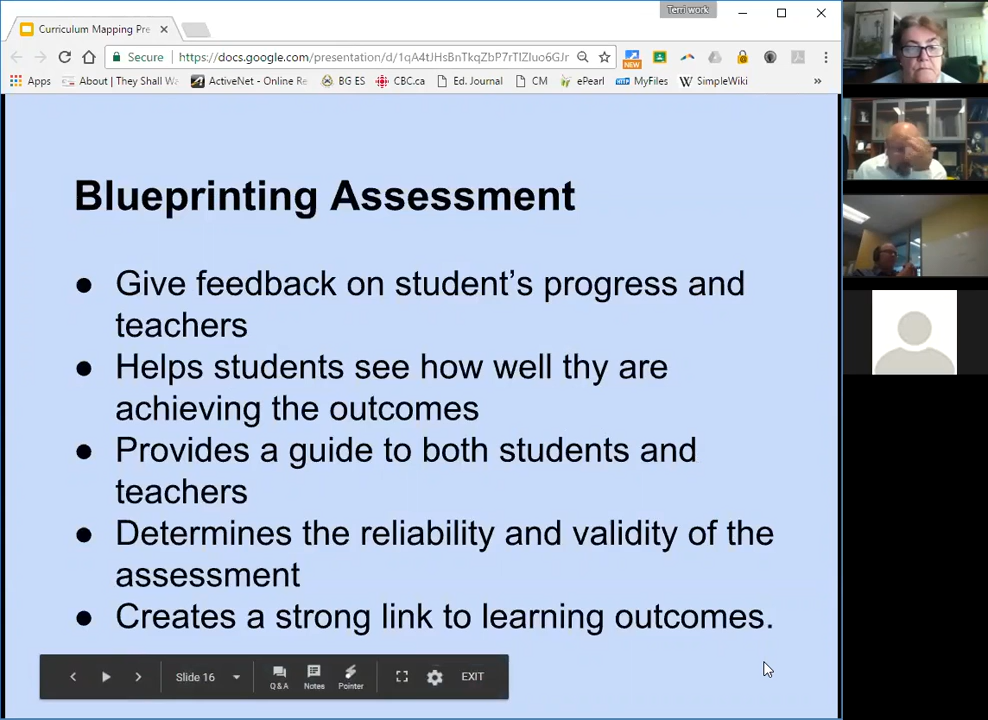 Terri work
Curriculum Mapping Pre
Secure https://docs.google.com/presentation/d/1qA4tJHsBnTkqZbP7rTIZluo6GJr
NEW
Apps About | They Shall Wa ActiveNet - Online Re BG ES CBC.ca Ed. Journal CM ePearl MyFiles SimpleWiki »
Blueprinting Assessment
● Give feedback on student’s progress and
teachers
● Helps students see how well thy are
achieving the outcomes
● Provides a guide to both students and
teachers
● Determines the reliability and validity of the
assessment
● Creates a strong link to learning outcomes.
Slide 16 Q&A Notes Pointer EXIT